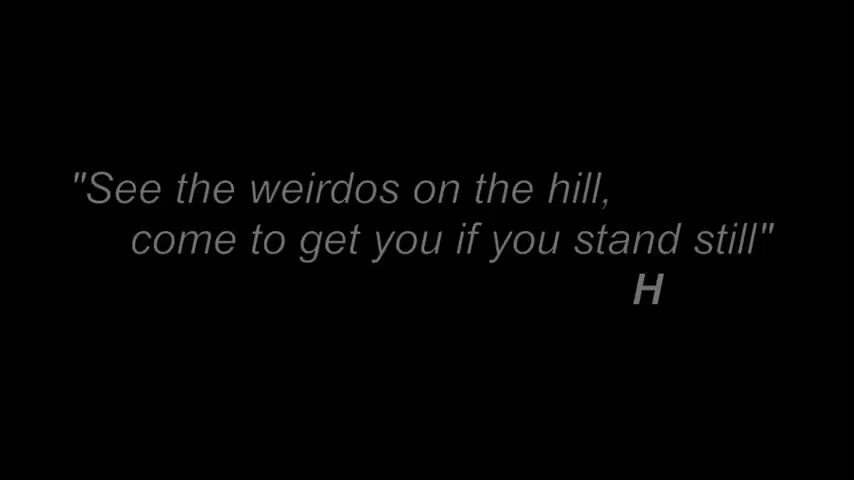 "See the weirdos on the hill,
come to get you if you stand still"
H